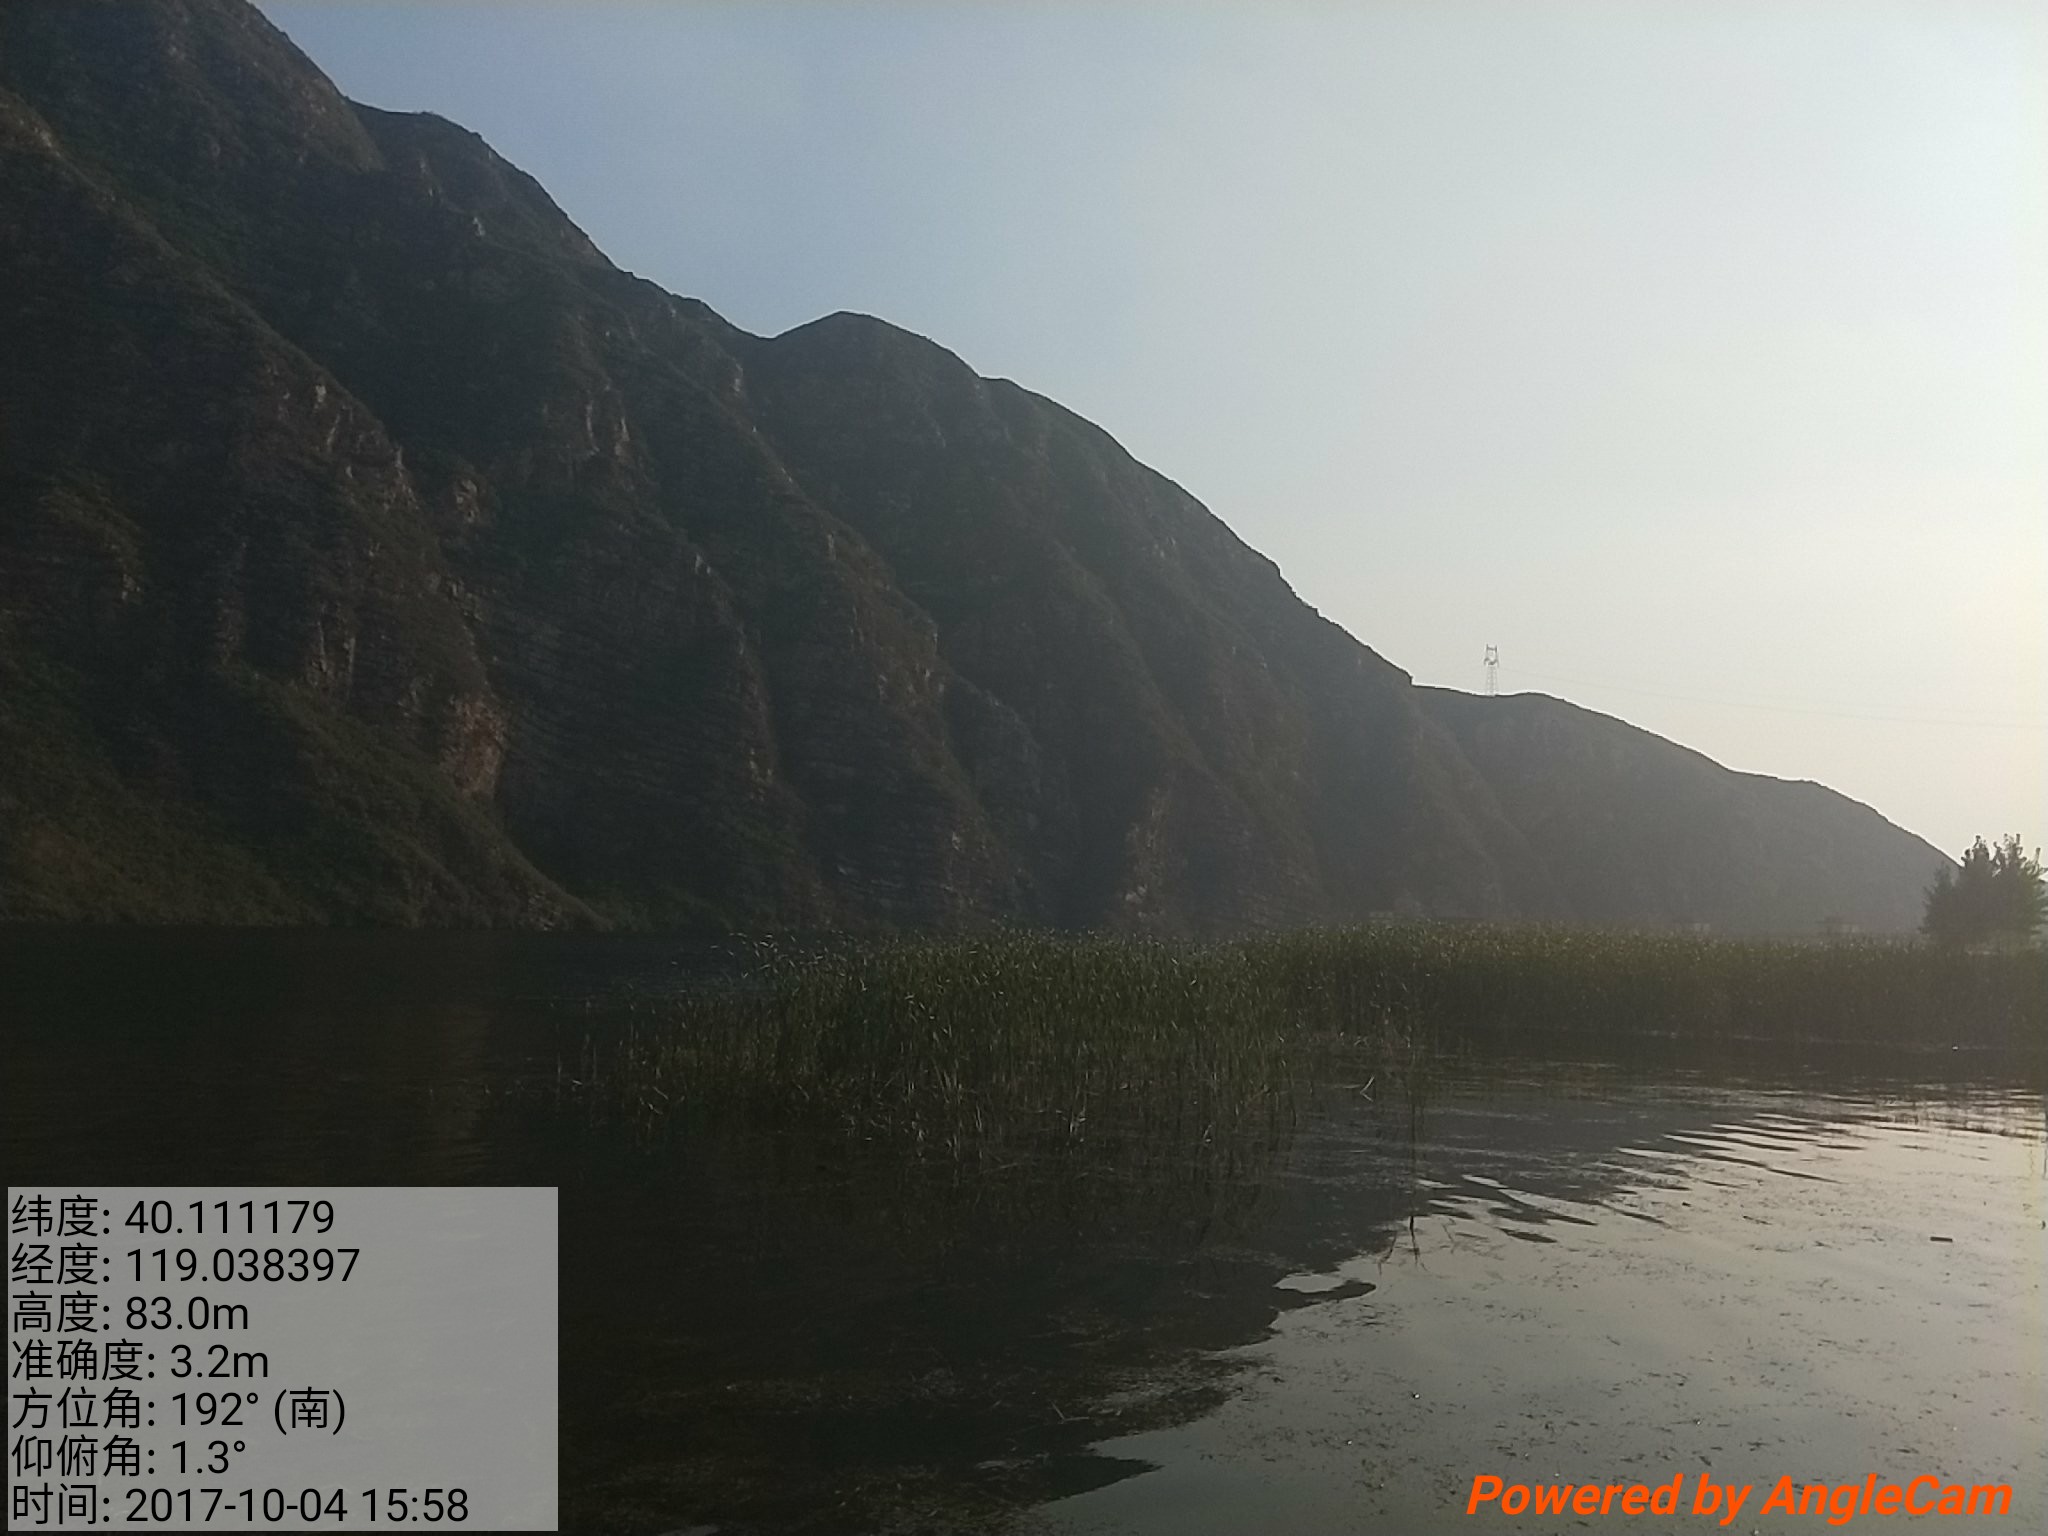 纬度: 40.111179
经度: 119.038397
高度: 83.0m
准确度: 3.2m
方位角: 192° (南)
仰俯角: 1.3°
时间: 2017-10-04 15:58
Powered by AngleCam